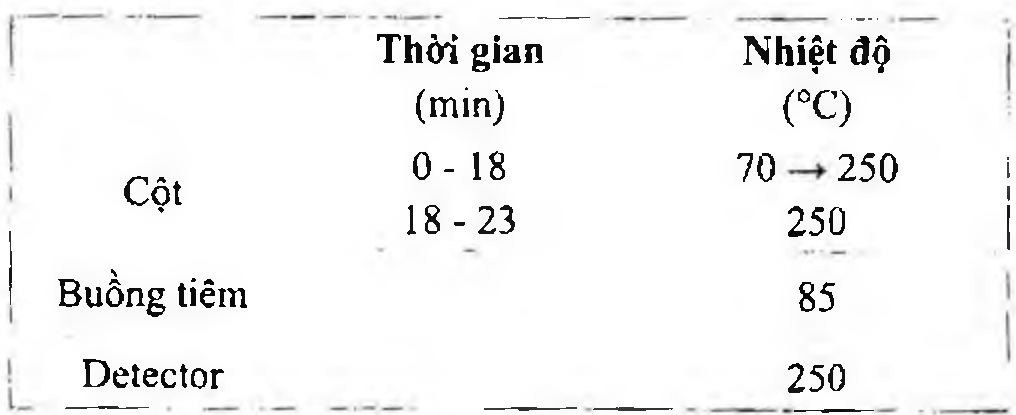 Thời gian Nhiệt độ
(min) (°C)
0 - 18 70 → 250
Cột
18 - 23 250
Buồng tiêm 85
Detector 250